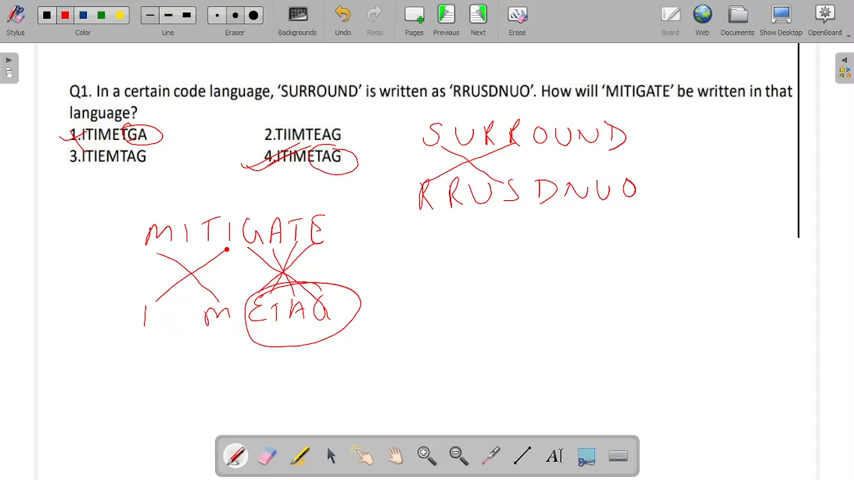 Stylus Color Line Eraser Backgrounds Undo Redo Pages Previous Next Erase Board Web Documents Show Desktop OpenBoard
Q1. In a certain code language, ‘SURROUND’ is written as ‘RRUSDNUO’. How will ‘MITIGATE’ be written in that
language?
1.ITIMETGA 2.TIIMTEAG
3.ITIEMTAG 4.ITIMETAG
SURROUND
RRUSDNUO
MITIGATE
I M ETAG